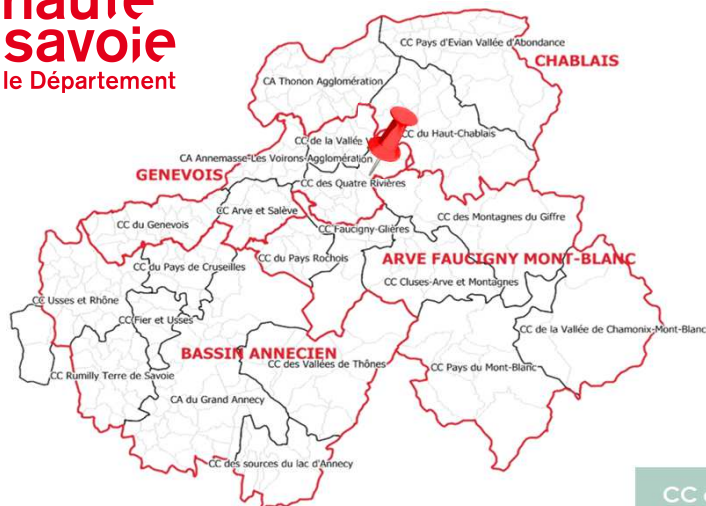 haute
savoie
le Département
CC Pays d'Evian Vallée d'Abondance
CHABLAIS
CA Thonon Agglomération
CC de la Vallée
CC du Haut-Chablais
CA Annemasse-Les Voirons-Agglomération
GENEVOIS
CC des Quatre Rivières
CC Arve et Salève
CC des Montagnes du Giffre
CC du Genevois
CC Faucigny-Glières
CC du Pays Rochois
ARVE FAUCIGNY MONT-BLANC
CC du Pays de Cruseilles
CC Cluses-Arve et Montagnes
CC Usses et Rhône
CC Fier et Usses
CC de la Vallée de Chamonix-Mont-Blanc
BASSIN ANNECIEN
CC des Vallées de Thônes
CC Pays du Mont-Blanc
CC Rumilly Terre de Savoie
CA du Grand Annecy
CC des sources du lac d'Annecy
CC